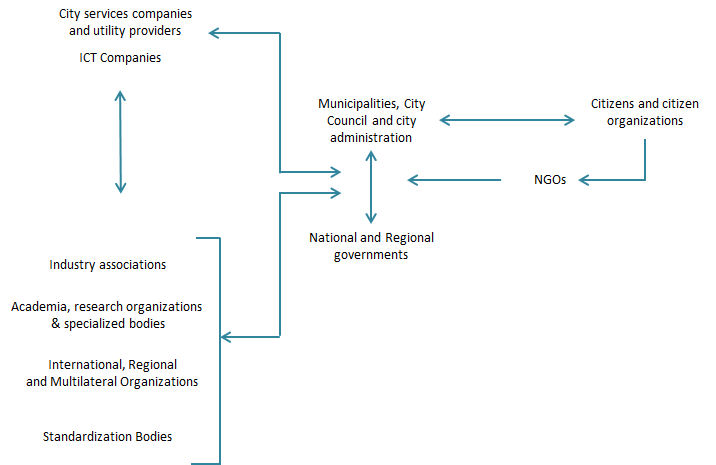 City services companies
and utility providers
ICT Companies
Municipalities, City
Council and city
administration
Citizens and citizen
organizations
NGOs
National and Regional
governments
Industry associations
Academia, research organizations
& specialized bodies
International, Regional
and Multilateral Organizations
Standardization Bodies